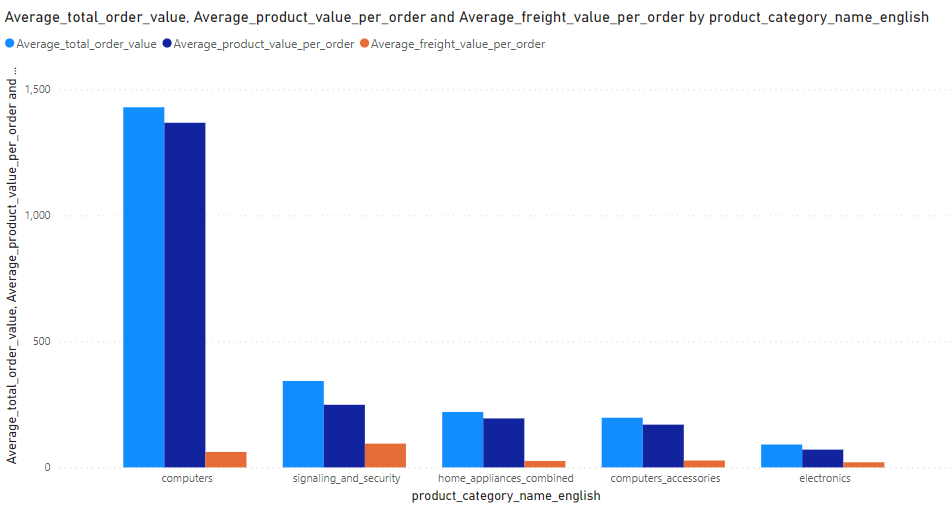 Average_total_order_value, Average_product_value_per_order and Average_freight_value_per_order by product_category_name_english
Average_total_order_value Average_product_value_per_order Average_freight_value_per_order
Average_total_order_value, Average_product_value_per_order and ...
1,500
1,000
500
0
computers signaling_and_security home_appliances_combined computers_accessories electronics
product_category_name_english